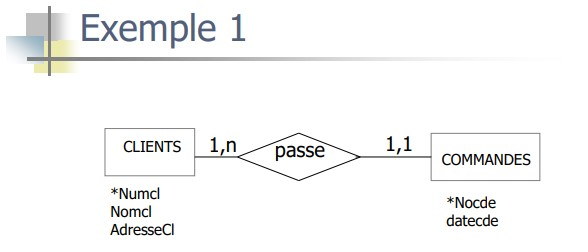 Exemple 1
CLIENTS 1,n passe 1,1 COMMANDES
*Numcl
Nomcl
AdresseCl
*Nocde
datecde